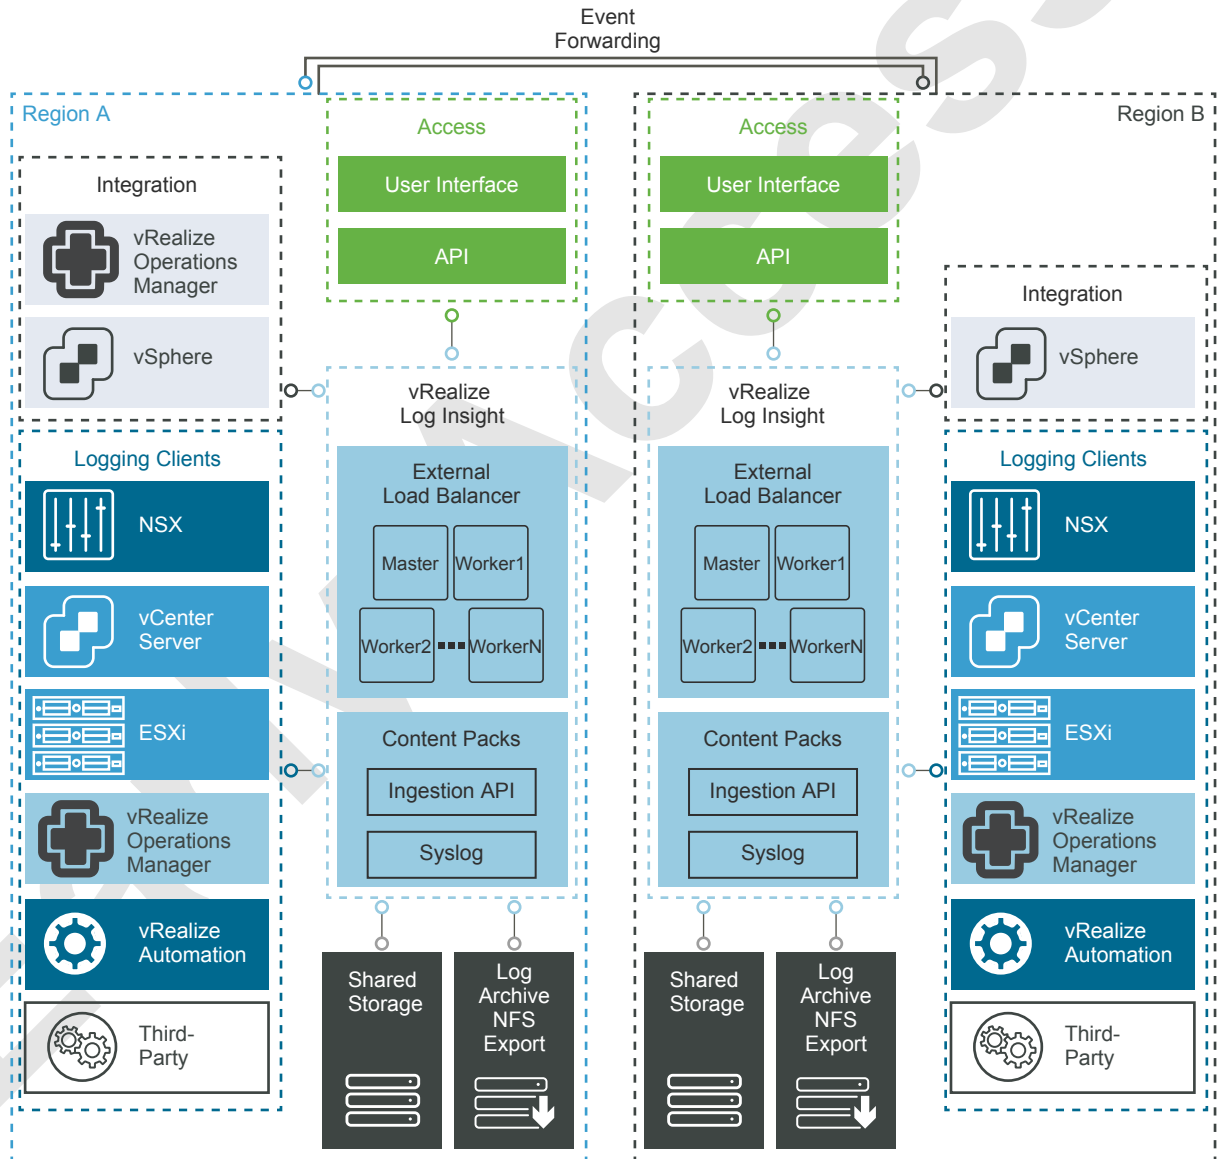 Event
Forwarding
Region A
Integration
vRealize
Operations
Manager
vSphere
Logging Clients
NSX
vCenter
Server
ESXi
vRealize
Operations
Manager
vRealize
Automation
Third-
Party
Access
User Interface
API
vRealize
Log Insight
External
Load Balancer
Master
Worker1
Worker2
WorkerN
Content Packs
Ingestion API
Syslog
Shared
Storage
Log
Archive
NFS
Export
Region B
Access
User Interface
API
vRealize
Log Insight
External
Load Balancer
Master
Worker1
Worker2
WorkerN
Content Packs
Ingestion API
Syslog
Shared
Storage
Log
Archive
NFS
Export
Integration
vSphere
Logging Clients
NSX
vCenter
Server
ESXi
vRealize
Operations
Manager
vRealize
Automation
Third-
Party
Access